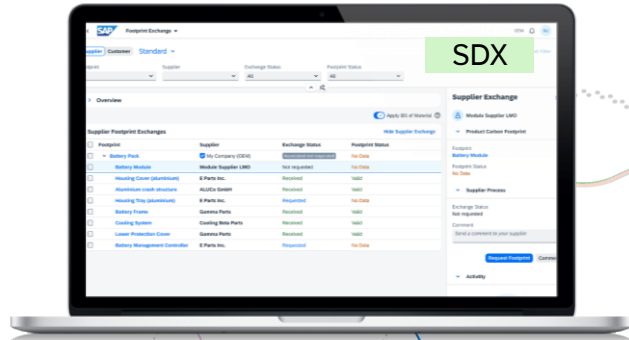 SAP Footprint Exchange
SDX
Supplier Customer Standard
Supplier Exchange Status Footprint Status
All All
Overview
Apply Bill of Material
Supplier Footprint Exchanges Hide Supplier Exchange
Footprint Supplier Exchange Status Footprint Status
Battery Pack My Company (OEM) No Data
Battery Module Module Supplier LMO Not requested No Data
Housing Cover (aluminium) E Parts Inc. Received Valid
Aluminium crash structure ALUCo GmbH Received Valid
Housing Tray (aluminium) E Parts Inc. Requested No Data
Battery Frame Gamma Parts Received Valid
Cooling System Cooling Beta Parts Received Valid
Lower Protection Cover Gamma Parts Received Valid
Battery Management Controller E Parts Inc. Requested No Data
Supplier Exchange
Module Supplier LMO
Product Carbon Footprint
Footprint
Battery Module
Footprint Status
No Data
Supplier Process
Exchange Status
Not requested
Comment
Send a comment to your supplier
Request Footprint
Activity